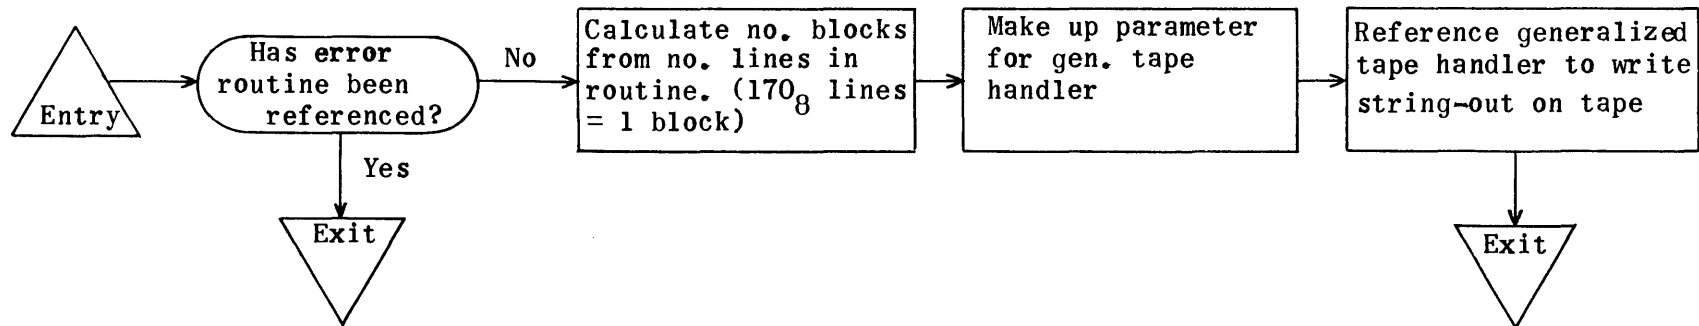 Entry
Has error
routine been
referenced?
No
Yes
Exit
Calculate no. blocks
from no. lines in
routine. (170₈ lines
= 1 block)
Make up parameter
for gen. tape
handler
Reference generalized
tape handler to write
string-out on tape
Exit